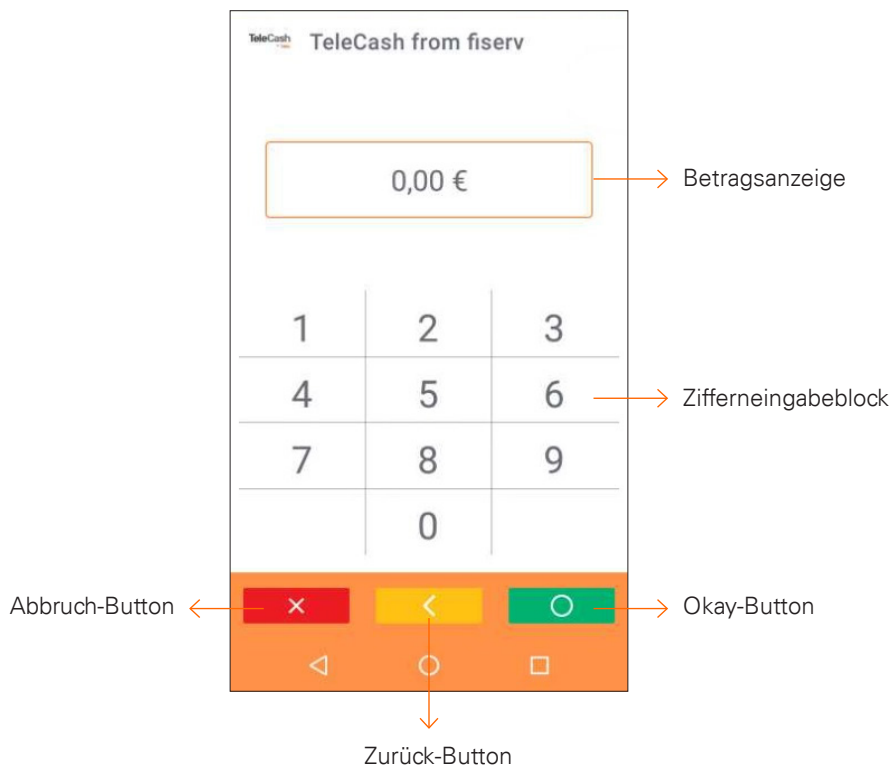 TeleCash TeleCash from fiserv
0,00 €
Betragsanzeige
1 2 3
4 5 6
Zifferneingabeblock
7 8 9
0
Abbruch-Button
Okay-Button
Zurück-Button